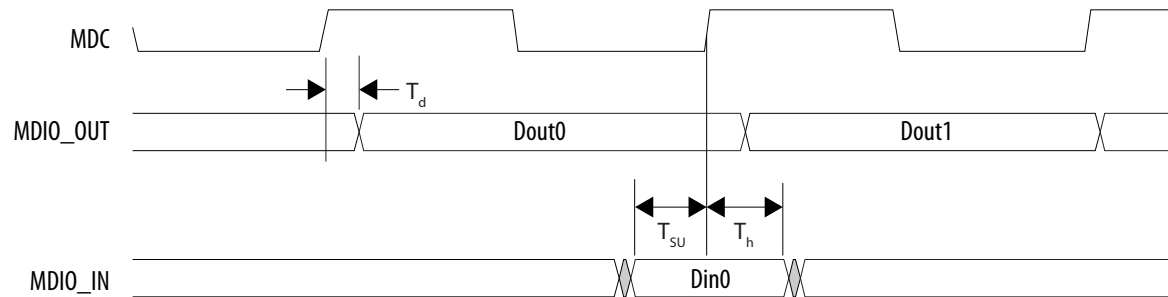 MDC
T_d
MDIO_OUT
Dout0
Dout1
T_SU
T_h
MDIO_IN
Din0